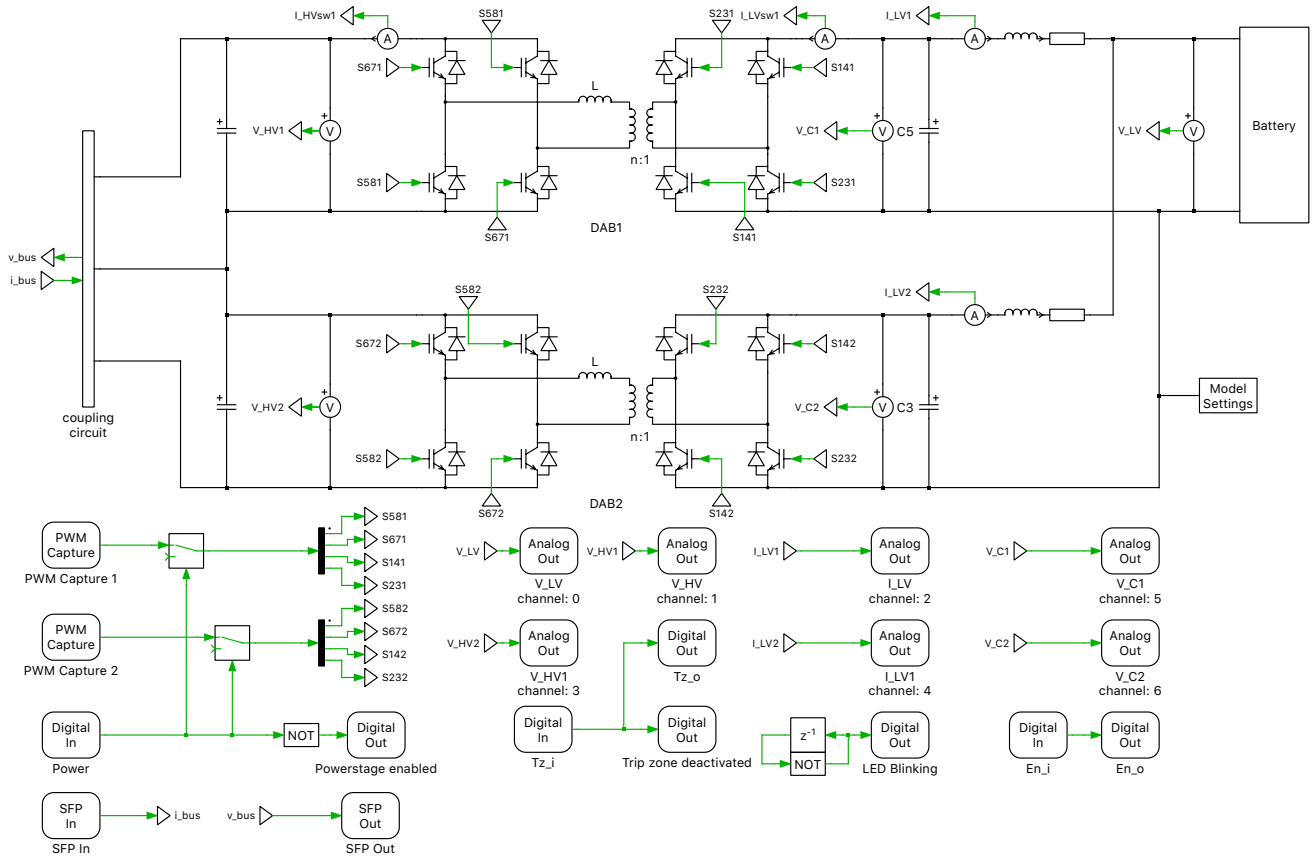 I_HVsw1
S581
S231
I_LVsw1
I_LV1
A
A
A
S671
S141
L
V_HV1
V
V_C1
V
C5
V_LV
V
Battery
n:1
S581
S231
S671
DAB1
S141
v_bus
i_bus
S582
S232
I_LV2
A
S672
S142
L
V_HV2
V
V_C2
V
C3
Model
Settings
coupling
circuit
n:1
S582
S232
S672
DAB2
S142
PWM
Capture
PWM Capture 1
S581
S671
S141
S231
V_LV
Analog
Out
V_LV
channel: 0
V_HV1
Analog
Out
V_HV
channel: 1
I_LV1
Analog
Out
I_LV
channel: 2
V_C1
Analog
Out
V_C1
channel: 5
PWM
Capture
PWM Capture 2
S582
S672
S142
S232
V_HV2
Analog
Out
V_HV1
channel: 3
Digital
Out
Tz_o
I_LV2
Analog
Out
I_LV1
channel: 4
V_C2
Analog
Out
V_C2
channel: 6
Digital
In
Power
NOT
Digital
Out
Powerstage enabled
Digital
In
Tz_i
Digital
Out
Trip zone deactivated
z-1
NOT
Digital
Out
LED Blinking
Digital
In
En_i
Digital
Out
En_o
SFP
In
SFP In
i_bus
v_bus
SFP
Out
SFP Out